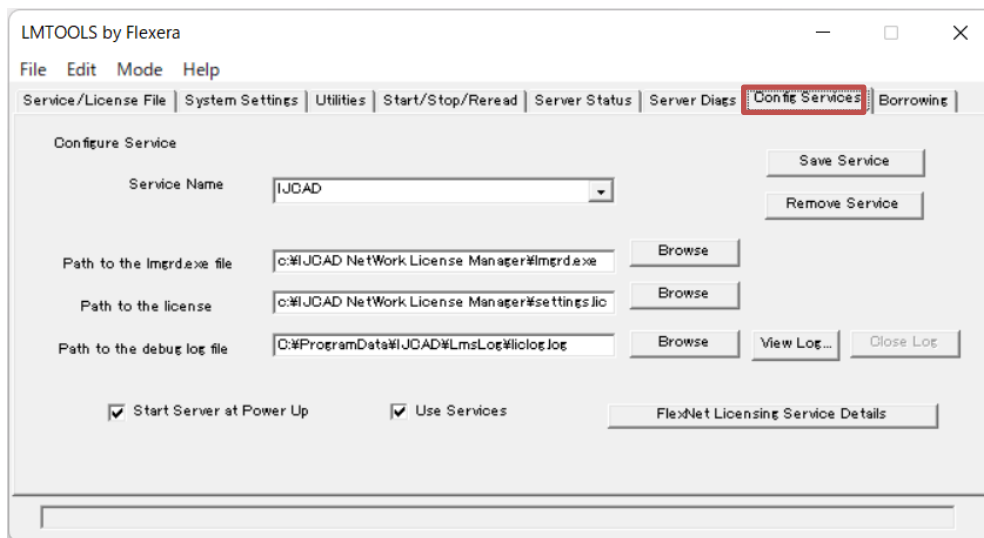 LMTOOLS by Flexera
File Edit Mode Help
Service/License File System Settings Utilities Start/Stop/Reread Server Status Server Diags Config Services Borrowing
Configure Service
Save Service
Service Name
IJCAD
Remove Service
Path to the lmgrd.exe file
c:¥IJCAD NetWork License Manager¥lmgrd.exe
Browse
Path to the license
c:¥IJCAD NetWork License Manager¥settings.lic
Browse
Path to the debug log file
C:¥ProgramData¥IJCAD¥LmsLog¥liclog.log
Browse
View Log...
Close Log
Start Server at Power Up
Use Services
FlexNet Licensing Service Details